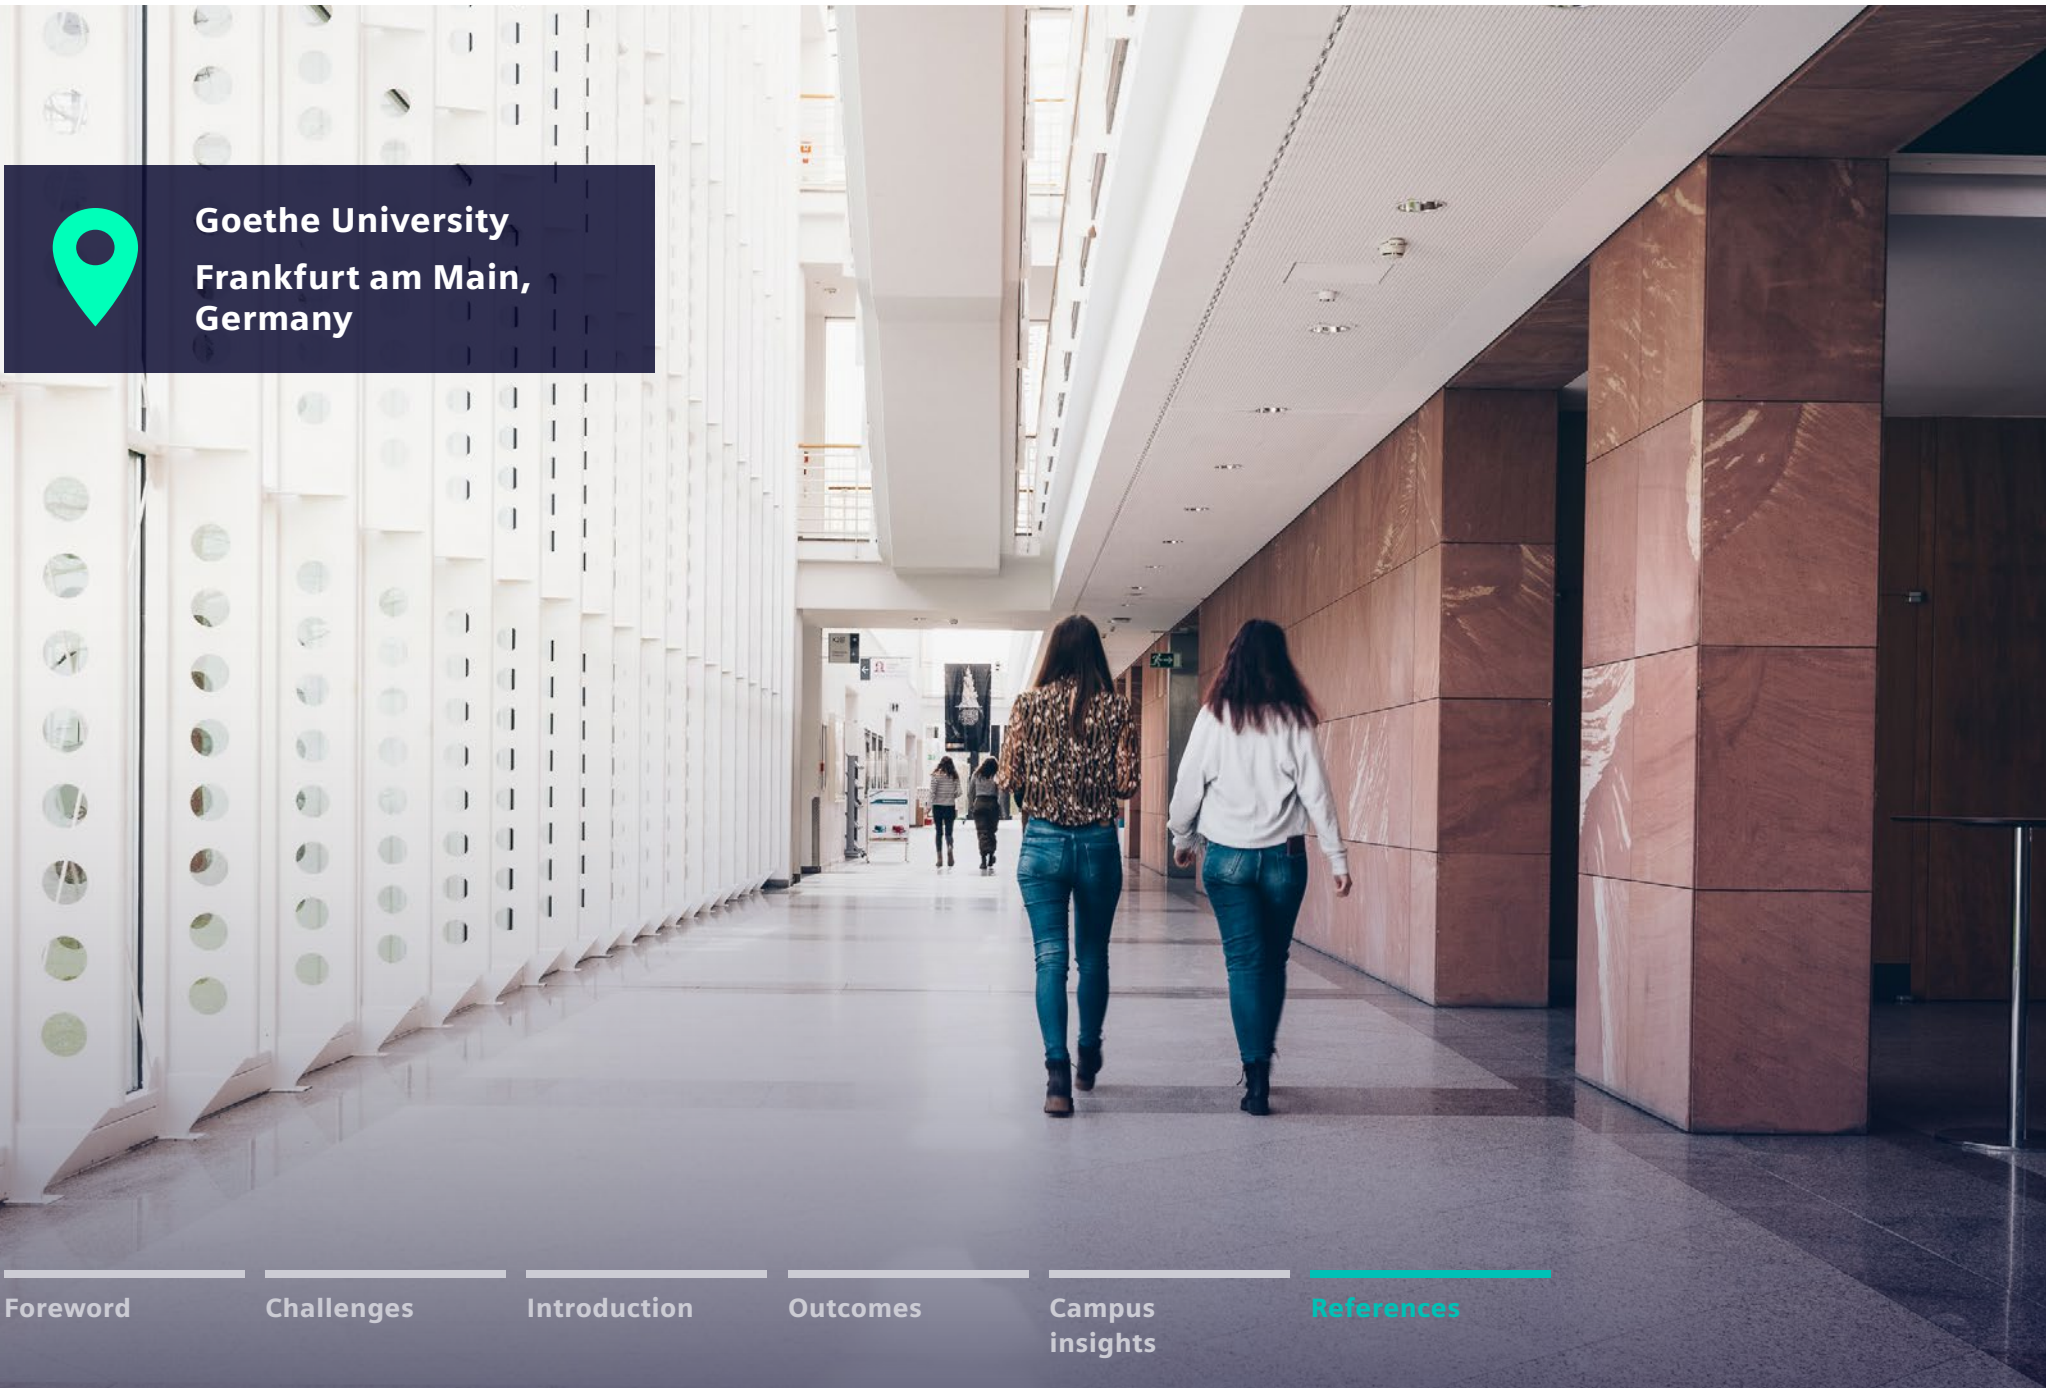 Goethe University
Frankfurt am Main,
Germany
Foreword
Challenges
Introduction
Outcomes
Campus
insights
References